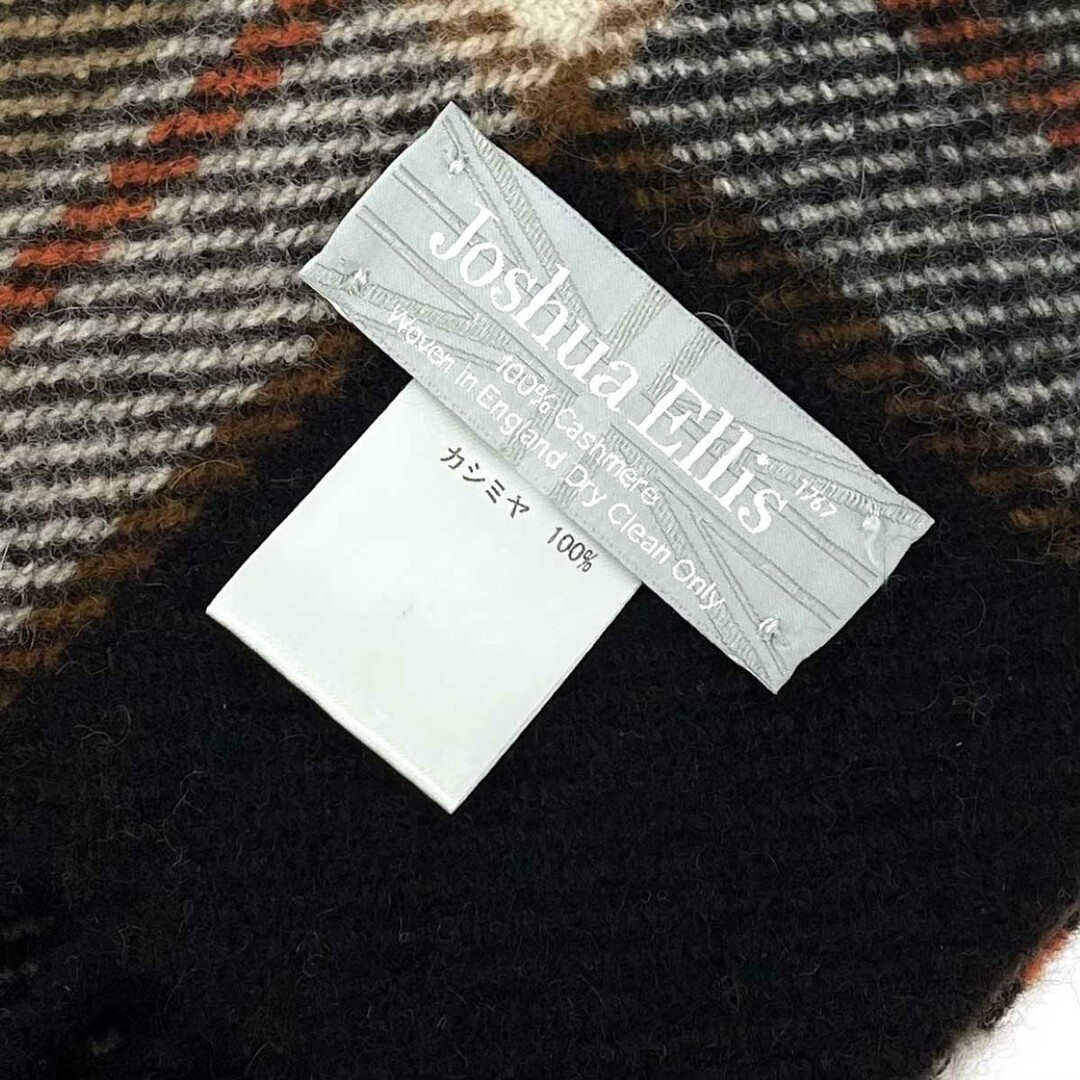 Joshua Ellis 1767
100% Cashmere
Woven in England Dry Clean Only
カシミヤ 100%